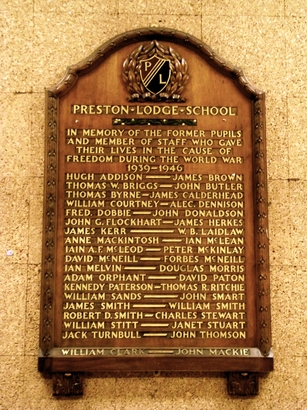 P L
PRESTON-LODGE-SCHOOL
IN MEMORY OF THE FORMER PUPILS
AND MEMBER OF STAFF WHO GAVE
THEIR LIVES IN THE CAUSE OF
FREEDOM DURING THE WORLD WAR
1939-1946
HUGH ADDISON — JAMES BROWN
THOMAS W. BRIGGS — JOHN BUTLER
THOMAS BYRNE — JAMES CALDERHEAD
WILLIAM COURTNEY — ALEC. DENNISON
FRED. DOBBIE — JOHN DONALDSON
JOHN G. FLOCKHART — JAMES HERKES
JAMES KERR — W. B. LAIDLAW
ANNE MACKINTOSH — IAN McLEAN
IAIN A. F. McLEOD — PETER McKINLAY
DAVID McNEILL — FORBES McNEILL
IAN MELVIN — DOUGLAS MORRIS
ADAM ORPHANT — DAVID PATON
KENNEDY PATERSON — THOMAS R. RITCHIE
WILLIAM SANDS — JOHN SMART
JAMES SMITH — WILLIAM SMITH
ROBERT D. SMITH — CHARLES STEWART
WILLIAM STITT — JANET STUART
JACK TURNBULL — JOHN THOMSON
WILLIAM CLARK — JOHN MACKIE